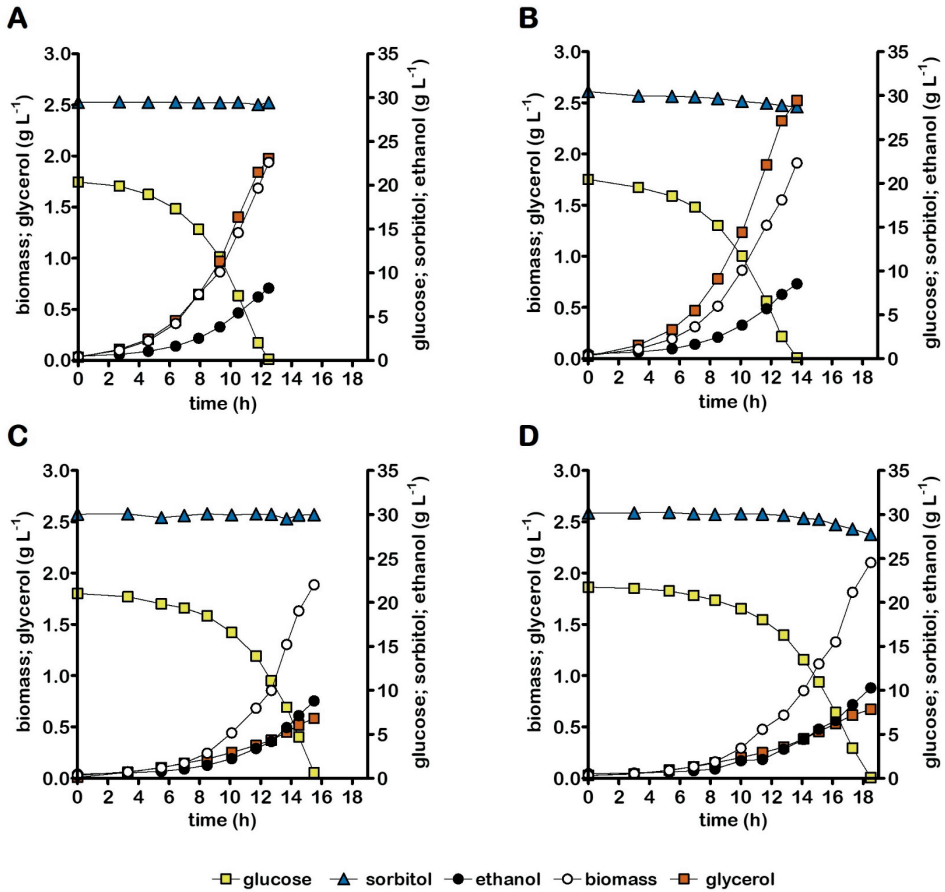 A
B
3.0
2.5
2.0
1.5
1.0
0.5
0.0
biomass; glycerol (g L-1)
35
30
25
20
15
10
5
0
glucose; sorbitol; ethanol (g L-1)
0 2 4 6 8 10 12 14 16 18
time (h)
3.0
2.5
2.0
1.5
1.0
0.5
0.0
biomass; glycerol (g L-1)
35
30
25
20
15
10
5
0
glucose; sorbitol; ethanol (g L-1)
0 2 4 6 8 10 12 14 16 18
time (h)
C
D
3.0
2.5
2.0
1.5
1.0
0.5
0.0
biomass; glycerol (g L-1)
35
30
25
20
15
10
5
0
glucose; sorbitol; ethanol (g L-1)
0 2 4 6 8 10 12 14 16 18
time (h)
3.0
2.5
2.0
1.5
1.0
0.5
0.0
biomass; glycerol (g L-1)
35
30
25
20
15
10
5
0
glucose; sorbitol; ethanol (g L-1)
0 2 4 6 8 10 12 14 16 18
time (h)
glucose sorbitol ethanol biomass glycerol